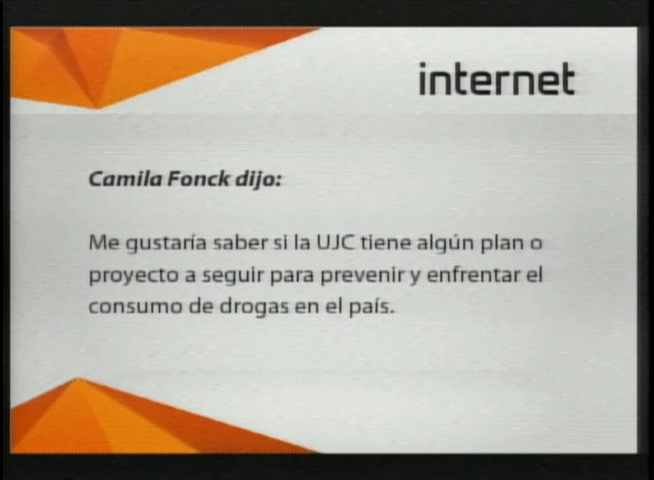 internet
Camila Fonck dijo:
Me gustaría saber si la UJC tiene algún plan o
proyecto a seguir para prevenir y enfrentar el
consumo de drogas en el país.